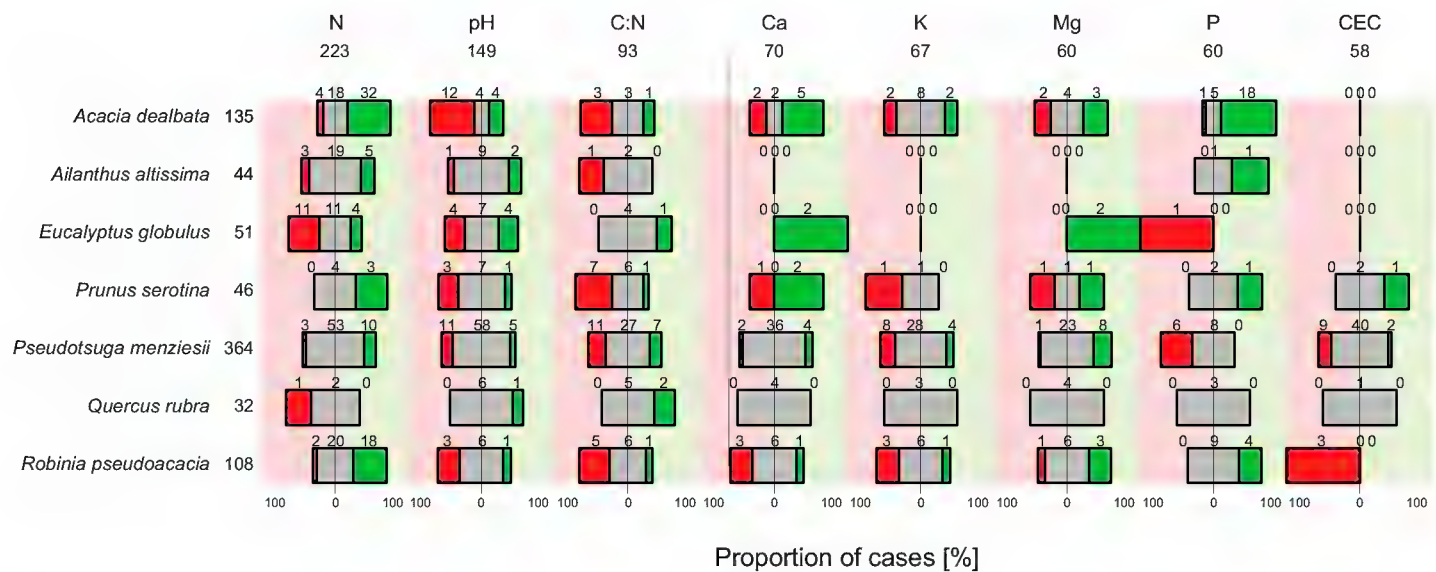 N pH C:N Ca K Mg P CEC
223 149 93 70 67 60 60 58
4 18 32 12 4 4 3 3 1 2 2 5 2 8 2 2 4 3 1 5 18 0 0 0
Acacia dealbata 135
3 19 5 1 9 2 1 2 0 0 0 0 0 0 0 0 0 0 0 1 1 0 0 0
Ailanthus altissima 44
11 11 4 4 7 4 0 4 1 0 0 2 0 0 0 0 0 2 1 0 0 0 0 0
Eucalyptus globulus 51
0 4 3 3 7 1 7 6 1 1 0 2 1 1 0 1 1 1 0 2 1 0 2 1
Prunus serotina 46
3 53 10 11 58 5 11 27 7 2 36 4 8 28 4 1 23 8 6 8 0 9 40 2
Pseudotsuga menziesii 364
1 2 0 0 6 1 0 5 2 0 4 0 0 3 0 0 4 0 0 3 0 0 1 0
Quercus rubra 32
2 20 18 3 6 1 5 6 1 3 6 1 3 6 1 1 6 3 0 9 4 3 0 0
Robinia pseudoacacia 108
100 0 100 0 100 0 100 0 100 0 100 0 100 0 100 0 100
Proportion of cases [%]